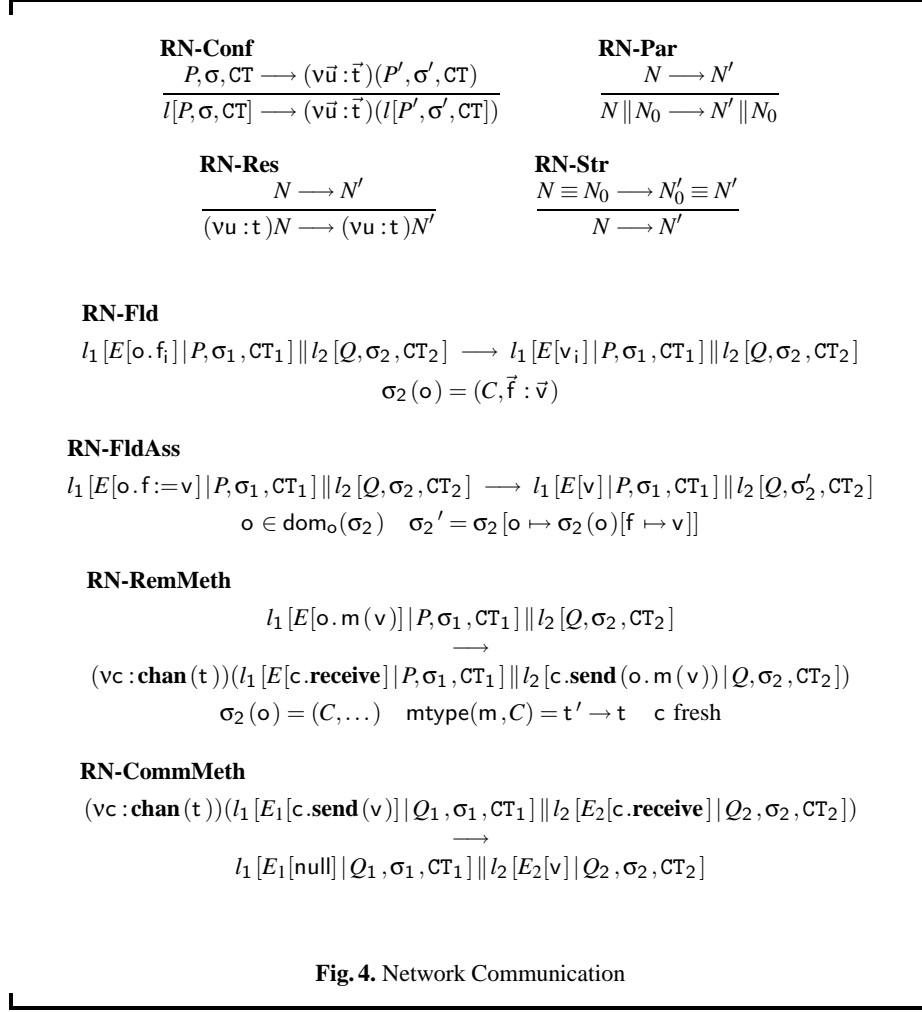 RN-Conf RN-Par
P,σ,CT ⟶ (νu⃗ : t⃗)(P′,σ′,CT) N ⟶ N′
l[P,σ,CT] ⟶ (νu⃗ : t⃗)(l[P′,σ′,CT]) N ∥ N₀ ⟶ N′ ∥ N₀
RN-Res RN-Str
N ⟶ N′ N ≡ N₀ ⟶ N₀′ ≡ N′
(νu : t)N ⟶ (νu : t)N′ N ⟶ N′
RN-Fld
l₁[E[o.fᵢ] | P,σ₁,CT₁] ∥ l₂[Q,σ₂,CT₂] ⟶ l₁[E[vᵢ] | P,σ₁,CT₁] ∥ l₂[Q,σ₂,CT₂]
σ₂(o) = (C, f⃗ : v⃗)
RN-FldAss
l₁[E[o.f:=v] | P,σ₁,CT₁] ∥ l₂[Q,σ₂,CT₂] ⟶ l₁[E[v] | P,σ₁,CT₁] ∥ l₂[Q,σ₂′,CT₂]
o ∈ domₒ(σ₂) σ₂′ = σ₂[o ↦ σ₂(o)[f ↦ v]]
RN-RemMeth
l₁[E[o.m(v)] | P,σ₁,CT₁] ∥ l₂[Q,σ₂,CT₂]
⟶
(νc : chan(t))(l₁[E[c.receive] | P,σ₁,CT₁] ∥ l₂[c.send(o.m(v)) | Q,σ₂,CT₂])
σ₂(o) = (C,...) mtype(m,C) = t′ → t c fresh
RN-CommMeth
(νc : chan(t))(l₁[E₁[c.send(v)] | Q₁,σ₁,CT₁] ∥ l₂[E₂[c.receive] | Q₂,σ₂,CT₂])
⟶
l₁[E₁[null] | Q₁,σ₁,CT₁] ∥ l₂[E₂[v] | Q₂,σ₂,CT₂]
Fig. 4. Network Communication